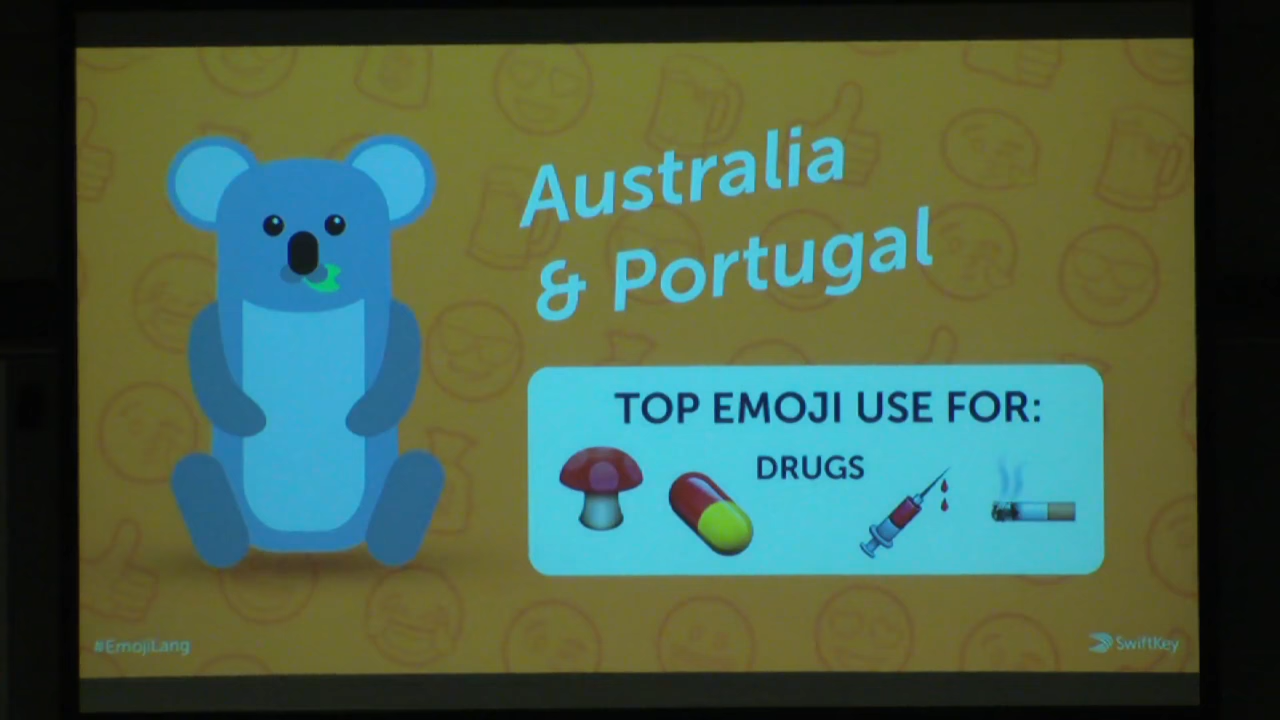 Australia
& Portugal
TOP EMOJI USE FOR:
DRUGS
#EmojiLang
SwiftKey